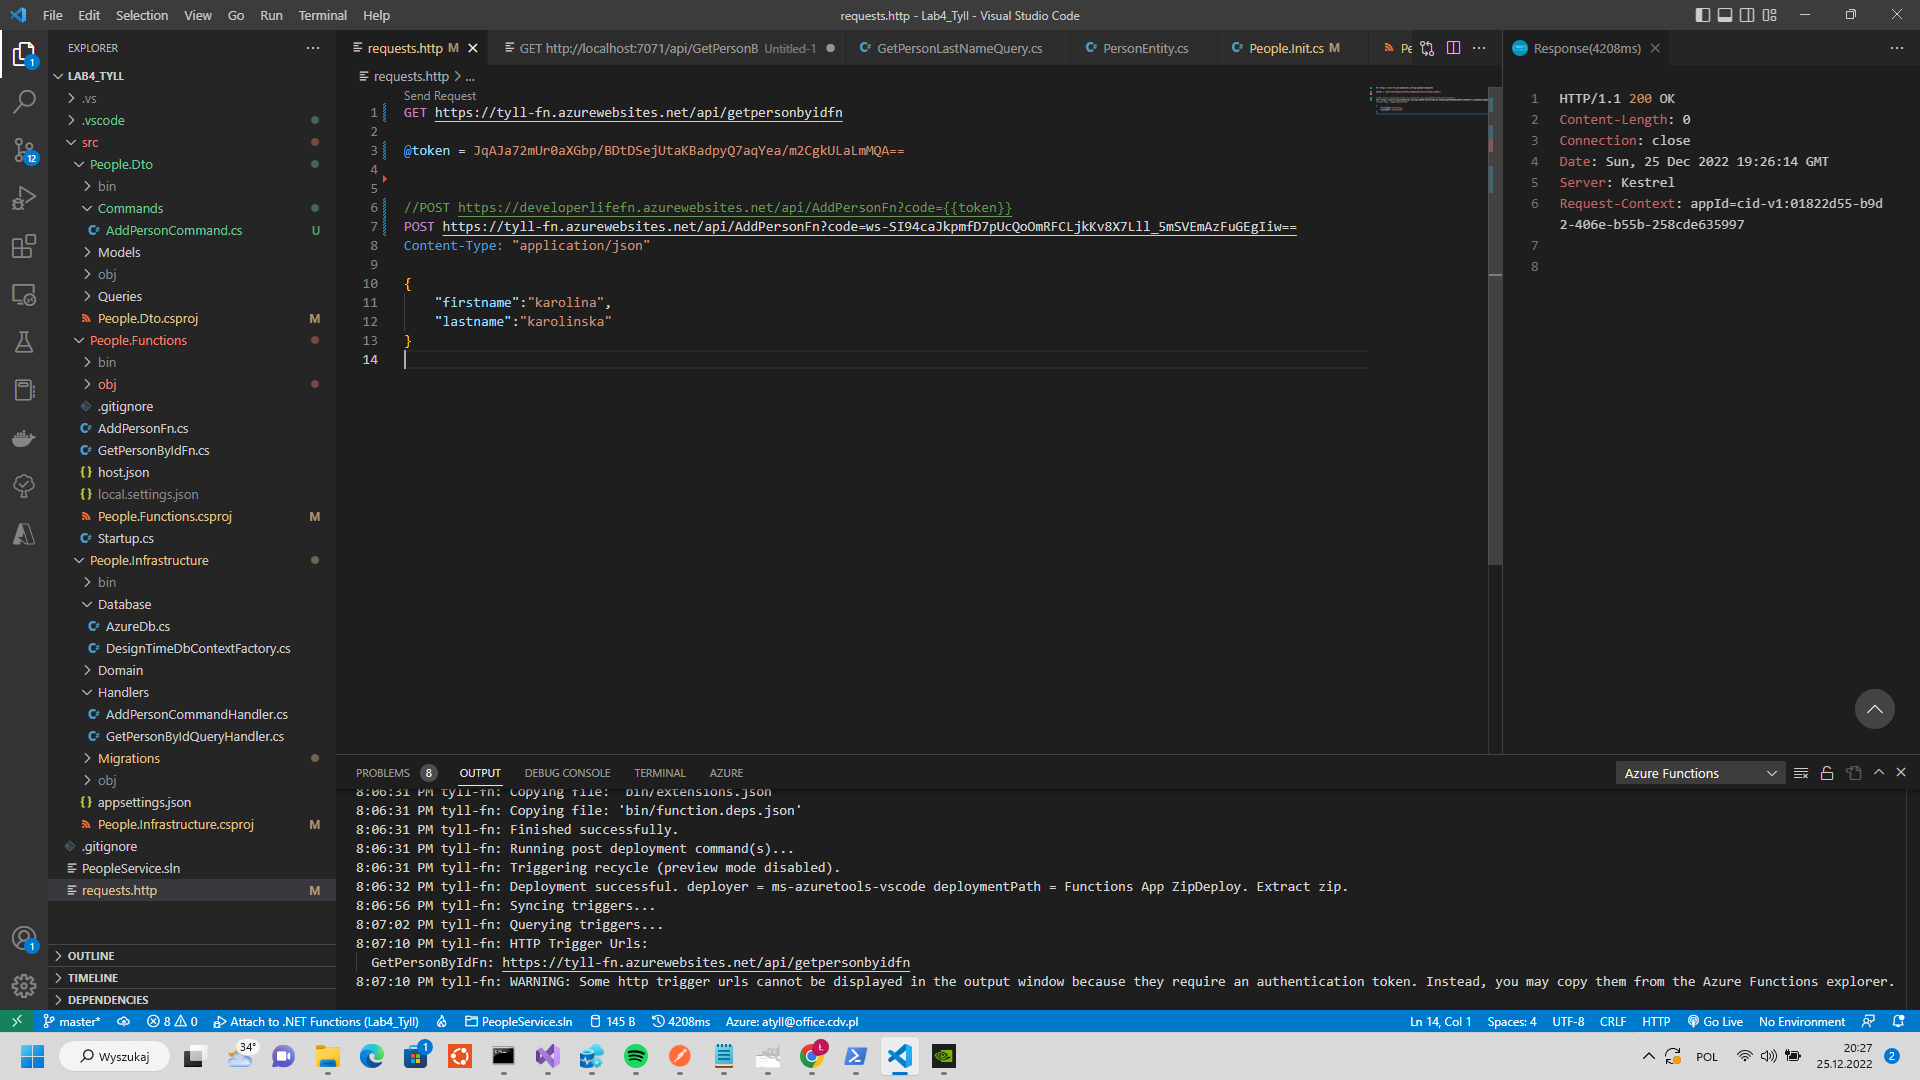 File Edit Selection View Go Run Terminal Help
requests.http - Lab4_Tyll - Visual Studio Code
EXPLORER
LAB4_TYLL
.vs
.vscode
src
People.Dto
bin
Commands
AddPersonCommand.cs U
Models
obj
Queries
People.Dto.csproj M
People.Functions
bin
obj
.gitignore
AddPersonFn.cs
GetPersonByIdFn.cs
host.json
local.settings.json
People.Functions.csproj M
Startup.cs
People.Infrastructure
bin
Database
AzureDb.cs
DesignTimeDbContextFactory.cs
Domain
Handlers
AddPersonCommandHandler.cs
GetPersonByIdQueryHandler.cs
Migrations
obj
appsettings.json
People.Infrastructure.csproj M
.gitignore
PeopleService.sln
requests.http M
OUTLINE
TIMELINE
DEPENDENCIES
1
12
1
requests.http M
GET http://localhost:7071/api/GetPersonB Untitled-1
GetPersonLastNameQuery.cs
PersonEntity.cs
People.Init.cs M
Pe
requests.http > ...
Send Request
1 GET https://tyll-fn.azurewebsites.net/api/getpersonbyidfn
2
3 @token = JqAJa72mUr0aXGbp/BDtDSejUtaKBadpyQ7aqYea/m2CgkULaLmMQA==
4
5
6 //POST https://developerlifefn.azurewebsites.net/api/AddPersonFn?code={{token}}
7 POST https://tyll-fn.azurewebsites.net/api/AddPersonFn?code=ws-SI94caJkpmfD7pUcQoOmRFCLjkKv8X7Lll_5mSVEmAzFuGEgIiw==
8 Content-Type: "application/json"
9
10 {
11 "firstname":"karolina",
12 "lastname":"karolinska"
13 }
14
Response(4208ms)
1 HTTP/1.1 200 OK
2 Content-Length: 0
3 Connection: close
4 Date: Sun, 25 Dec 2022 19:26:14 GMT
5 Server: Kestrel
6 Request-Context: appId=cid-v1:01822d55-b9d
2-406e-b55b-258cde635997
7
8
PROBLEMS 8 OUTPUT DEBUG CONSOLE TERMINAL AZURE
Azure Functions
8:06:31 PM tyll-fn: Copying file: 'bin/extensions.json'
8:06:31 PM tyll-fn: Copying file: 'bin/function.deps.json'
8:06:31 PM tyll-fn: Finished successfully.
8:06:31 PM tyll-fn: Running post deployment command(s)...
8:06:31 PM tyll-fn: Triggering recycle (preview mode disabled).
8:06:32 PM tyll-fn: Deployment successful. deployer = ms-azuretools-vscode deploymentPath = Functions App ZipDeploy. Extract zip.
8:06:56 PM tyll-fn: Syncing triggers...
8:07:02 PM tyll-fn: Querying triggers...
8:07:10 PM tyll-fn: HTTP Trigger Urls:
GetPersonByIdFn: https://tyll-fn.azurewebsites.net/api/getpersonbyidfn
8:07:10 PM tyll-fn: WARNING: Some http trigger urls cannot be displayed in the output window because they require an authentication token. Instead, you may copy them from the Azure Functions explorer.
master* 8 0 Attach to .NET Functions (Lab4_Tyll) PeopleService.sln 145 B 4208ms Azure: atyll@office.cdv.pl
Ln 14, Col 1 Spaces: 4 UTF-8 CRLF HTTP Go Live No Environment
Wyszukaj
34°
1
POL
20:27
25.12.2022
2